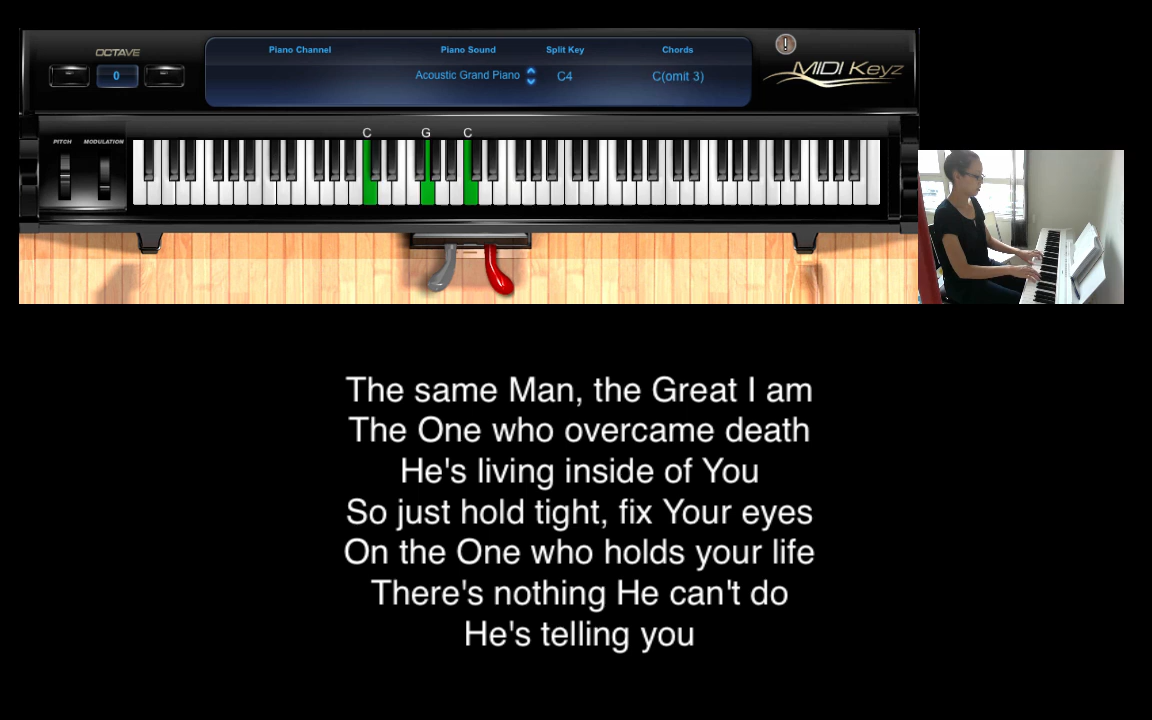 OCTAVE
0
Piano Channel
Piano Sound
Split Key
Chords
Acoustic Grand Piano
C4
C(omit 3)
MIDI Keyz
PITCH
MODULATION
C
G
C
The same Man, the Great I am
The One who overcame death
He's living inside of You
So just hold tight, fix Your eyes
On the One who holds your life
There's nothing He can't do
He's telling you